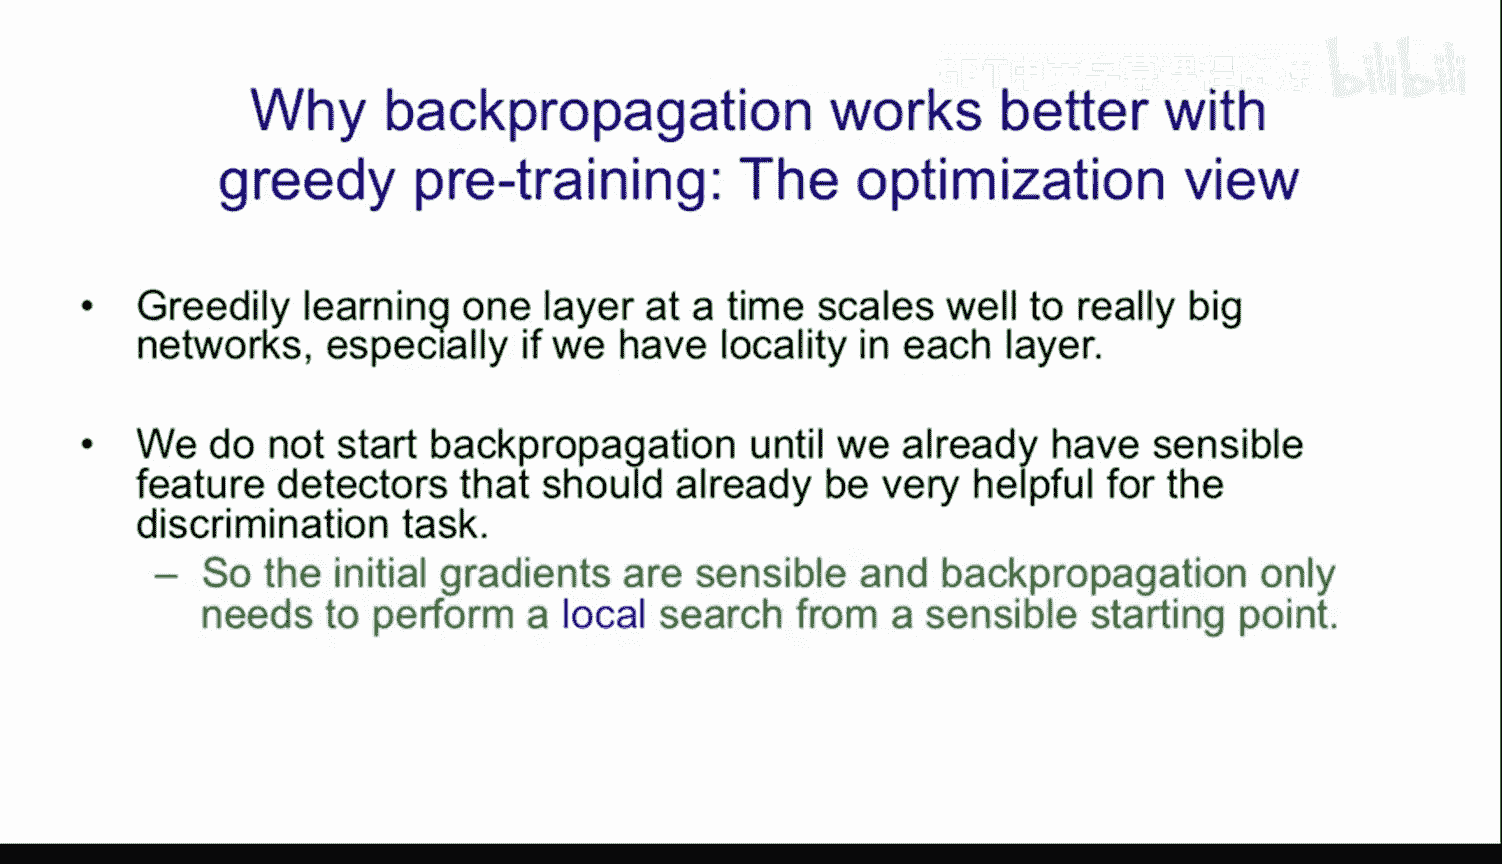 bilibili
Why backpropagation works better with
greedy pre-training: The optimization view
• Greedily learning one layer at a time scales well to really big
networks, especially if we have locality in each layer.
• We do not start backpropagation until we already have sensible
feature detectors that should already be very helpful for the
discrimination task.
– So the initial gradients are sensible and backpropagation only
needs to perform a local search from a sensible starting point.